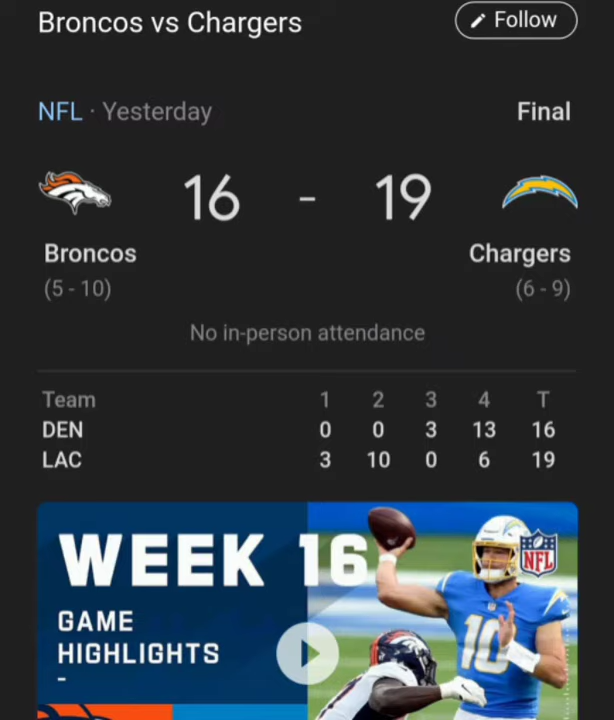 Broncos vs Chargers
Follow
NFL · Yesterday
Final
16 - 19
Broncos
Chargers
(5 - 10)
(6 - 9)
No in-person attendance
Team 1 2 3 4 T
DEN 0 0 3 13 16
LAC 3 10 0 6 19
WEEK 16
NFL
GAME
HIGHLIGHTS
-
10